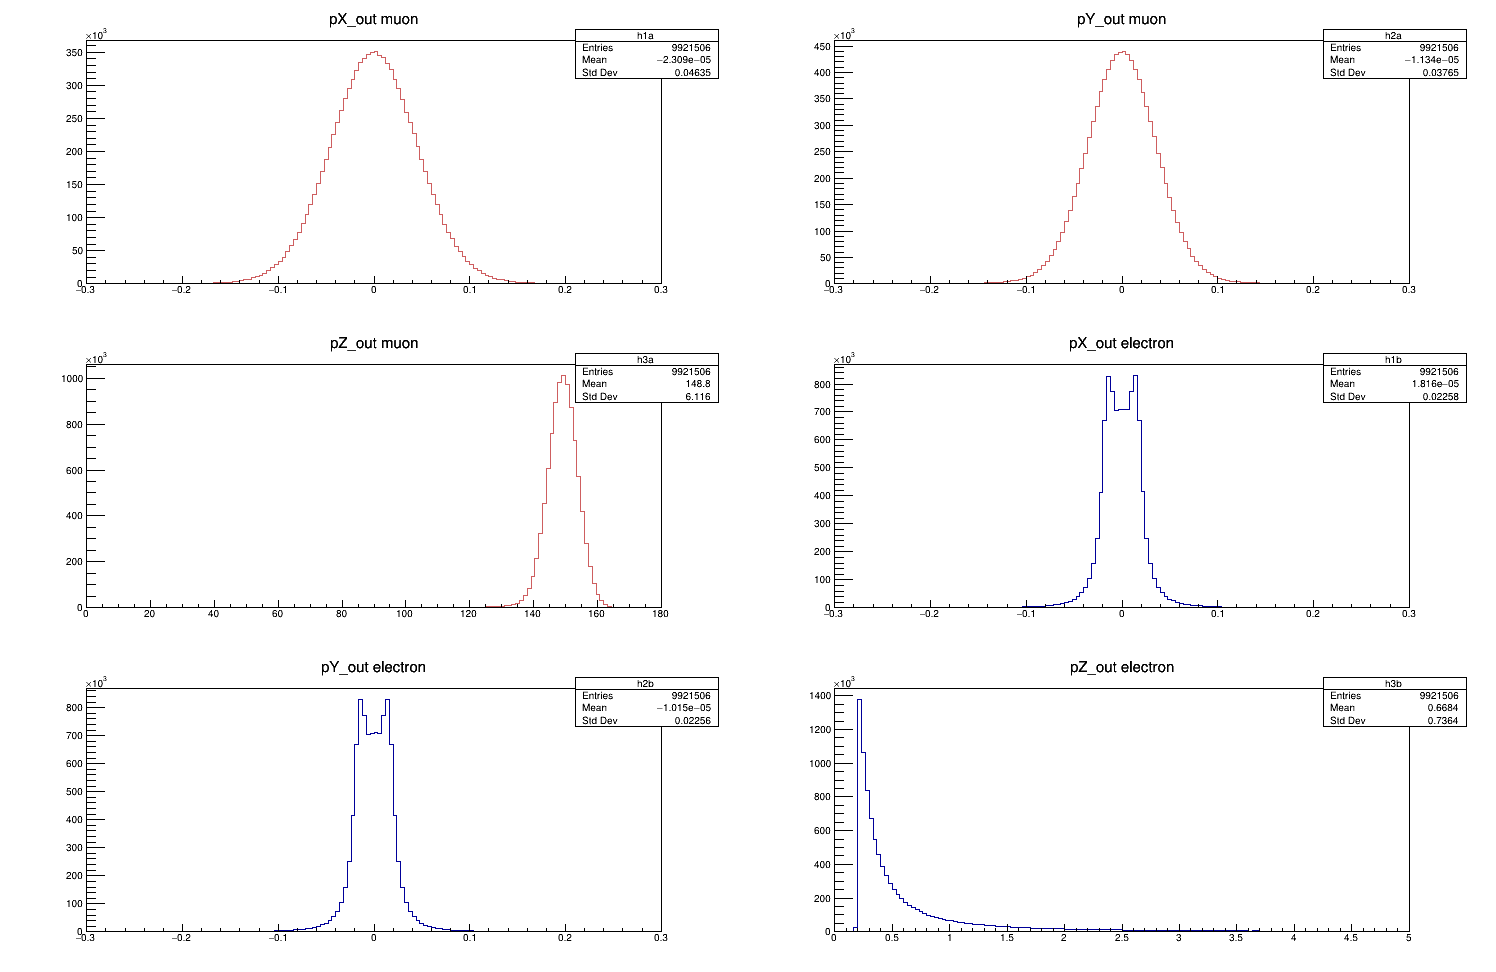 pX_out muon
×10³
h1a
Entries 9921506
Mean −2.309e−05
Std Dev 0.04635
350
300
250
200
150
100
50
0
−0.3 −0.2 −0.1 0 0.1 0.2 0.3
pY_out muon
×10³
h2a
Entries 9921506
Mean −1.134e−05
Std Dev 0.03765
450
400
350
300
250
200
150
100
50
0
−0.3 −0.2 −0.1 0 0.1 0.2 0.3
pZ_out muon
×10³
h3a
Entries 9921506
Mean 148.8
Std Dev 6.116
1000
800
600
400
200
0
0 20 40 60 80 100 120 140 160 180
pX_out electron
×10³
h1b
Entries 9921506
Mean 1.816e−05
Std Dev 0.02258
800
700
600
500
400
300
200
100
0
−0.3 −0.2 −0.1 0 0.1 0.2 0.3
pY_out electron
×10³
h2b
Entries 9921506
Mean −1.015e−05
Std Dev 0.02256
800
700
600
500
400
300
200
100
0
−0.3 −0.2 −0.1 0 0.1 0.2 0.3
pZ_out electron
×10³
h3b
Entries 9921506
Mean 0.6684
Std Dev 0.7364
1400
1200
1000
800
600
400
200
0
0 0.5 1 1.5 2 2.5 3 3.5 4 4.5 5